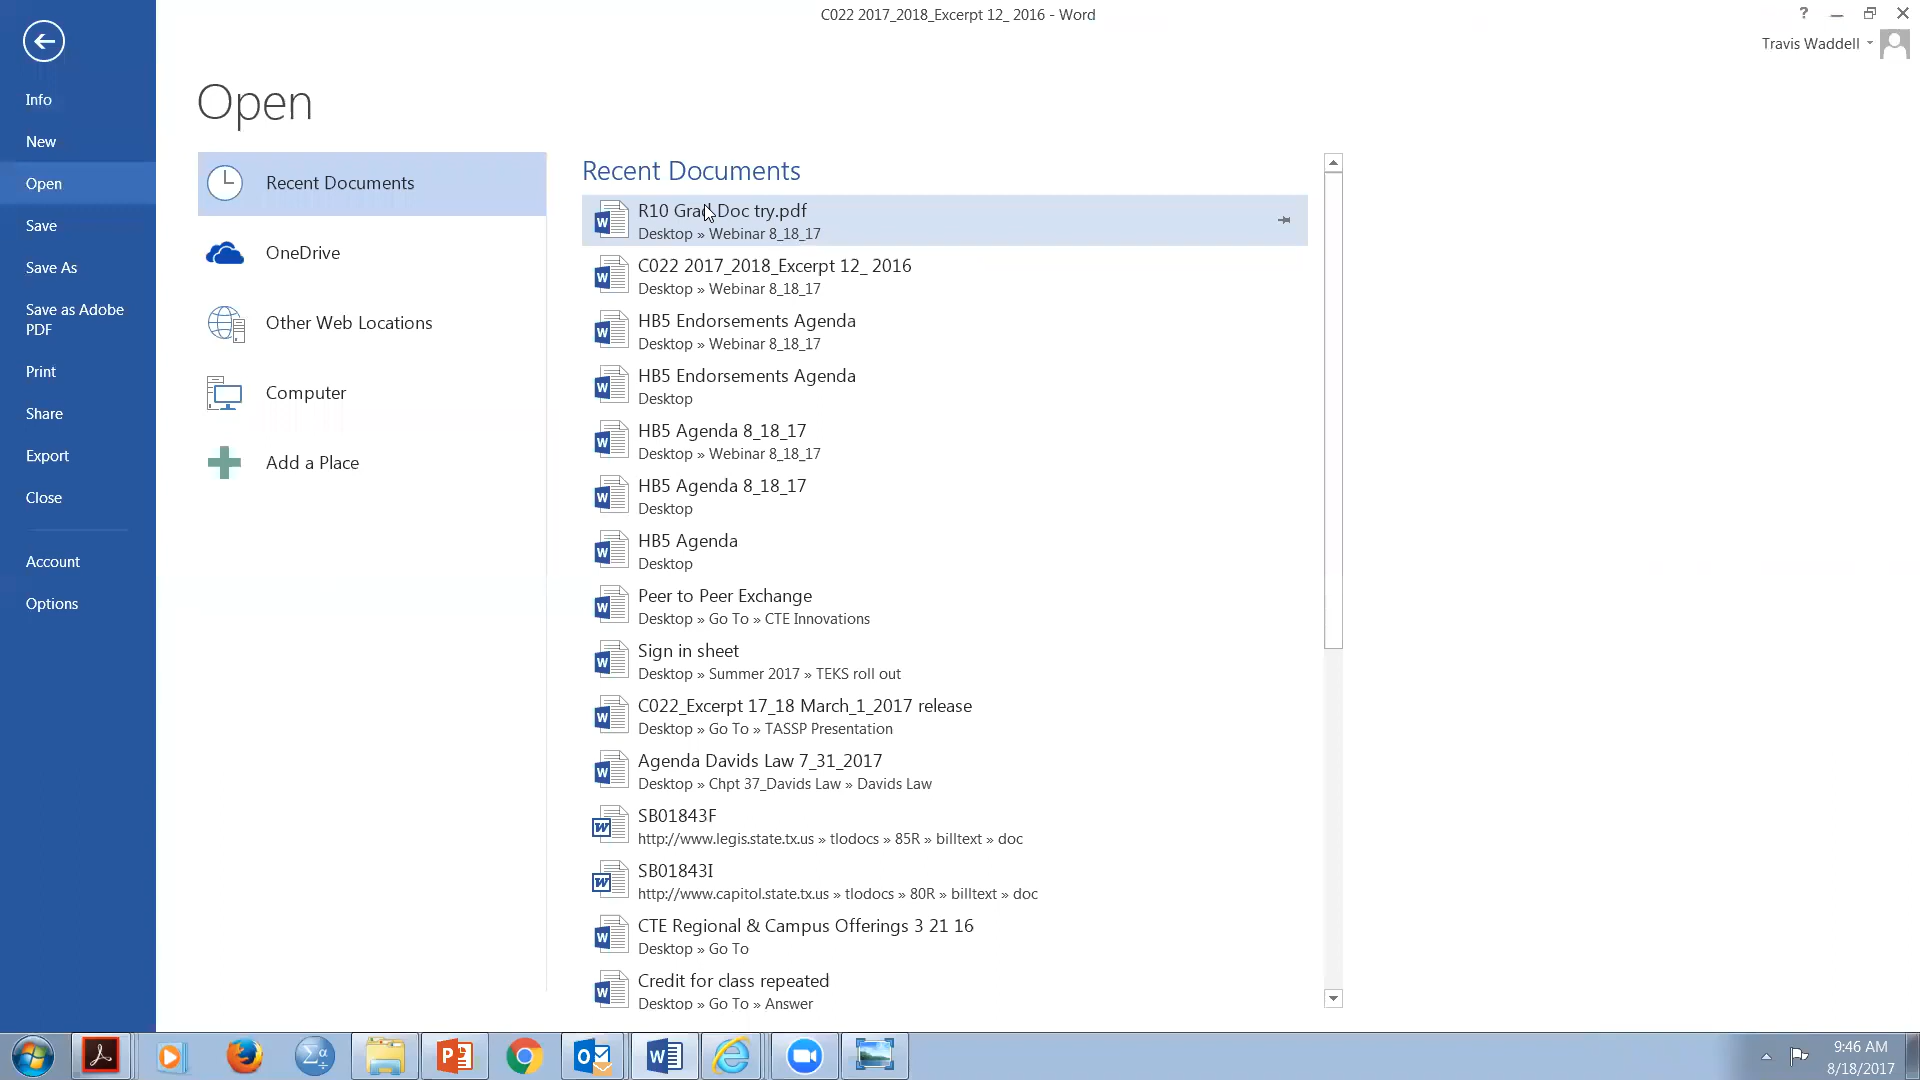 C022 2017_2018_Excerpt 12_ 2016 - Word
?
Travis Waddell
Info
New
Open
Save
Save As
Save as Adobe
PDF
Print
Share
Export
Close
Account
Options
Open
Recent Documents
OneDrive
Other Web Locations
Computer
Add a Place
Recent Documents
R10 Grad Doc try.pdf
Desktop » Webinar 8_18_17
C022 2017_2018_Excerpt 12_ 2016
Desktop » Webinar 8_18_17
HB5 Endorsements Agenda
Desktop » Webinar 8_18_17
HB5 Endorsements Agenda
Desktop
HB5 Agenda 8_18_17
Desktop » Webinar 8_18_17
HB5 Agenda 8_18_17
Desktop
HB5 Agenda
Desktop
Peer to Peer Exchange
Desktop » Go To » CTE Innovations
Sign in sheet
Desktop » Summer 2017 » TEKS roll out
C022_Excerpt 17_18 March_1_2017 release
Desktop » Go To » TASSP Presentation
Agenda Davids Law 7_31_2017
Desktop » Chpt 37_Davids Law » Davids Law
SB01843F
http://www.legis.state.tx.us » tlodocs » 85R » billtext » doc
SB01843I
http://www.capitol.state.tx.us » tlodocs » 80R » billtext » doc
CTE Regional & Campus Offerings 3 21 16
Desktop » Go To
Credit for class repeated
Desktop » Go To » Answer
9:46 AM
8/18/2017